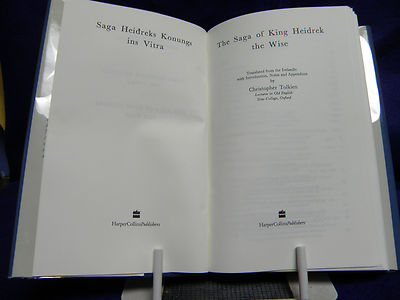 Saga Heiðreks Konungs
ins Vitra
HarperCollinsPublishers
The Saga of King Heidrek
the Wise
Translated from the Icelandic
with Introduction, Notes and Appendices
by
Christopher Tolkien
Lecturer in Old English
New College, Oxford
HarperCollinsPublishers